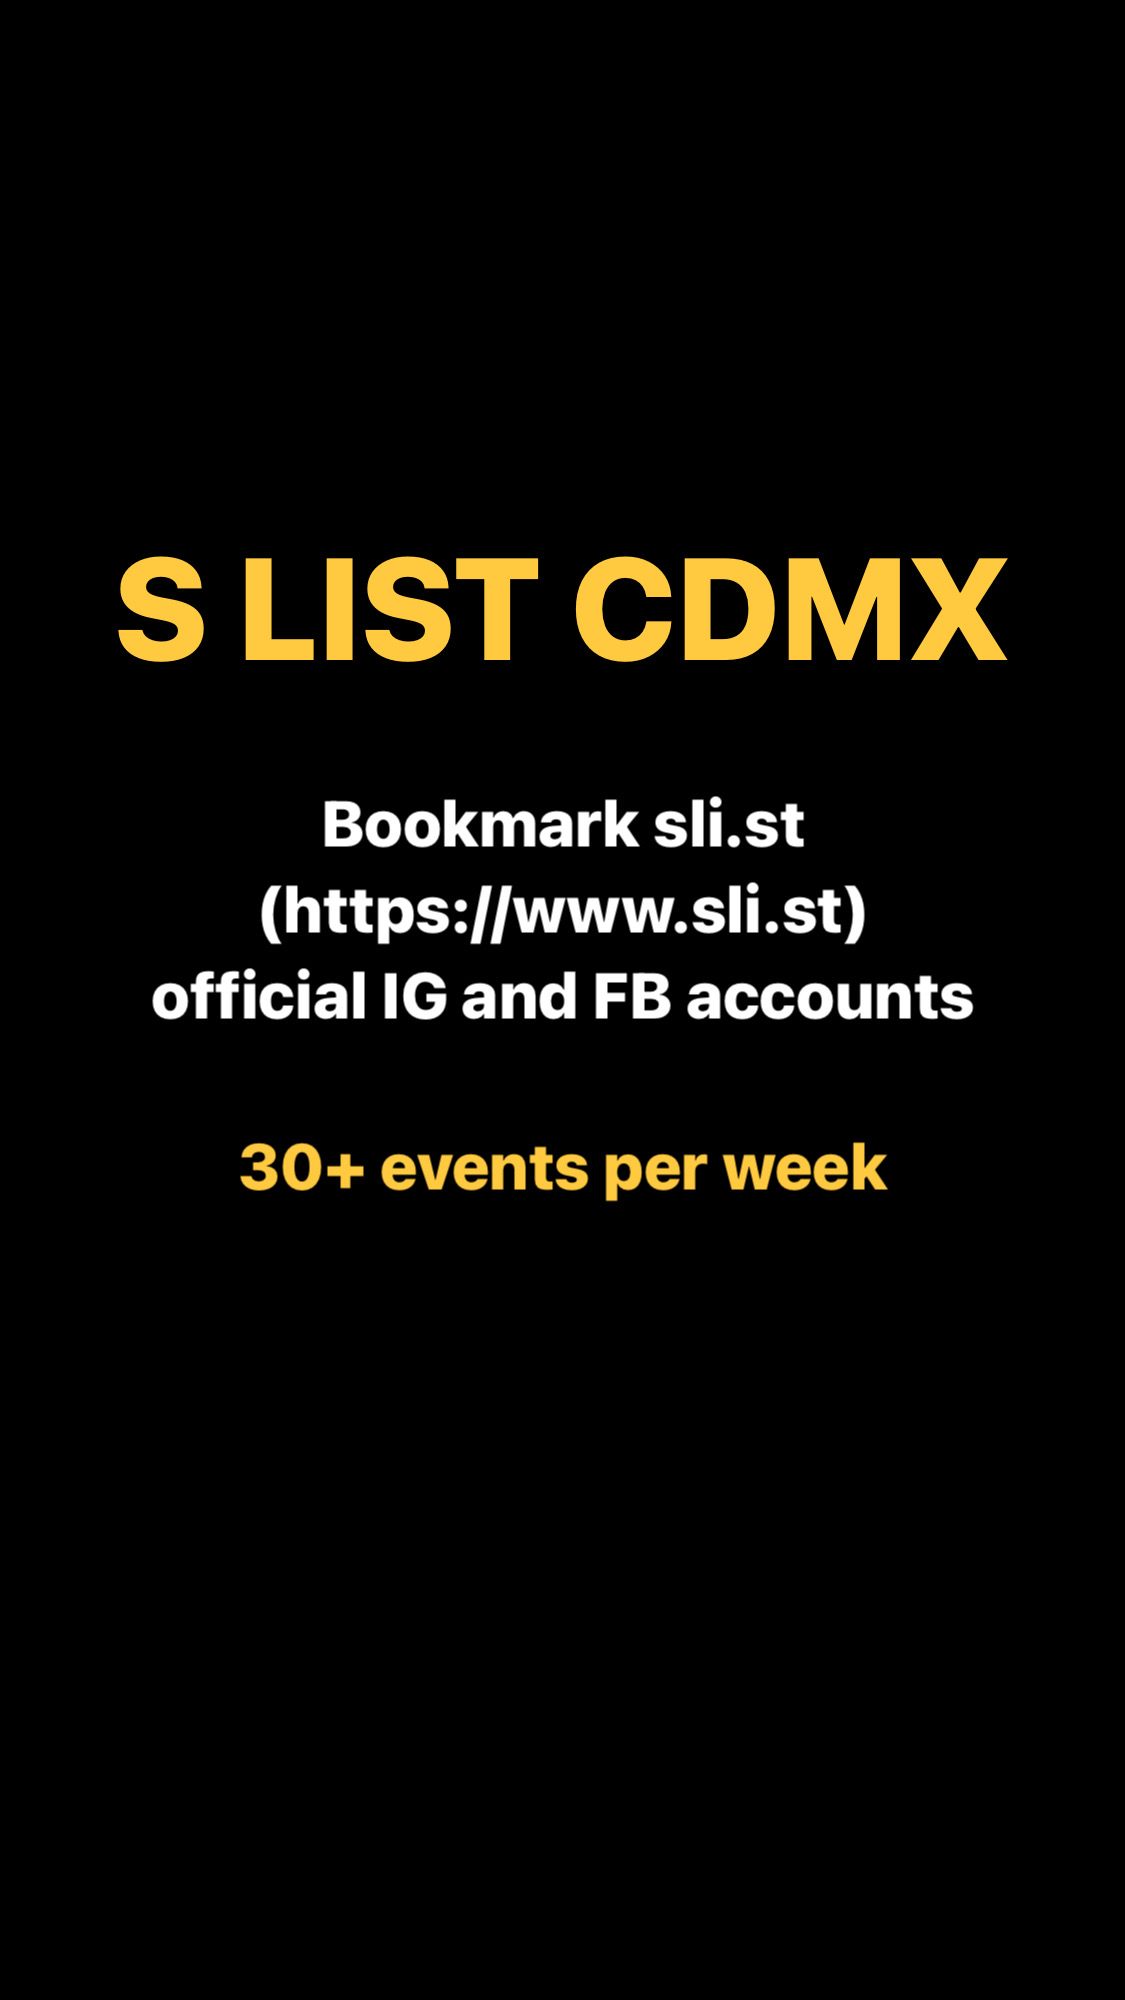 S LIST CDMX
Bookmark sli.st
(https://www.sli.st)
official IG and FB accounts
30+ events per week